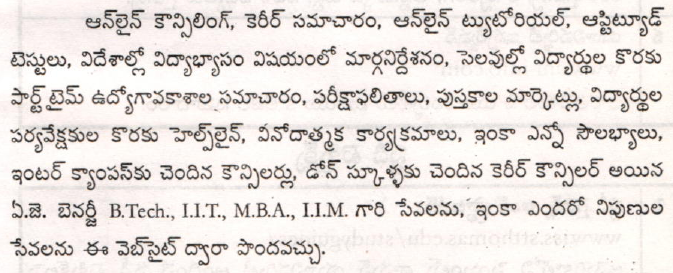 ఆన్‌లైన్ కౌన్సిలింగ్, కెరీర్ సమాచారం, ఆన్‌లైన్ ట్యుటోరియల్, ఆప్టిట్యూడ్
టెస్టులు, విదేశాల్లో విద్యాభ్యాసం విషయంలో మార్గనిర్దేశనం, సెలవుల్లో విద్యార్థుల కొరకు
పార్ట్‌టైమ్ ఉద్యోగావకాశాల సమాచారం, పరీక్షాఫలితాలు, పుస్తకాల మార్కెట్లు, విద్యార్థుల
పర్యవేక్షకుల కొరకు హెల్ప్‌లైన్, వినోదాత్మక కార్యక్రమాలు, ఇంకా ఎన్నో సౌలభ్యాలు,
ఇంటర్ క్యాంపస్‌కు చెందిన కౌన్సిలర్లు, డోన్ స్కూళ్ళకు చెందిన కెరీర్ కౌన్సిలర్ అయిన
ఏ.జె. బెనర్జీ B.Tech., I.I.T., M.B.A., I.I.M. గారి సేవలను, ఇంకా ఎందరో నిపుణుల
సేవలను ఈ వెబ్‌సైట్ ద్వారా పొందవచ్చు.